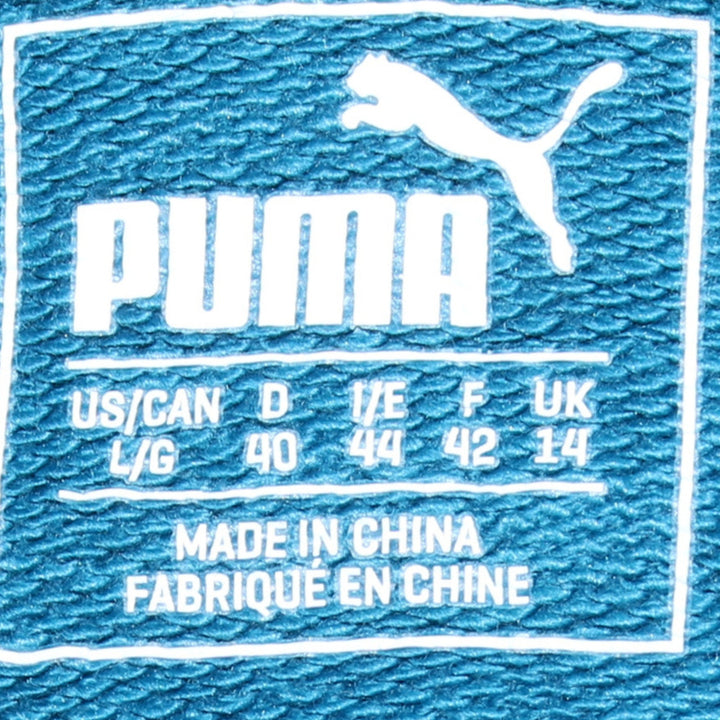 PUMA
US/CAN D I/E F UK
L/G 40 44 42 14
MADE IN CHINA
FABRIQUÉ EN CHINE